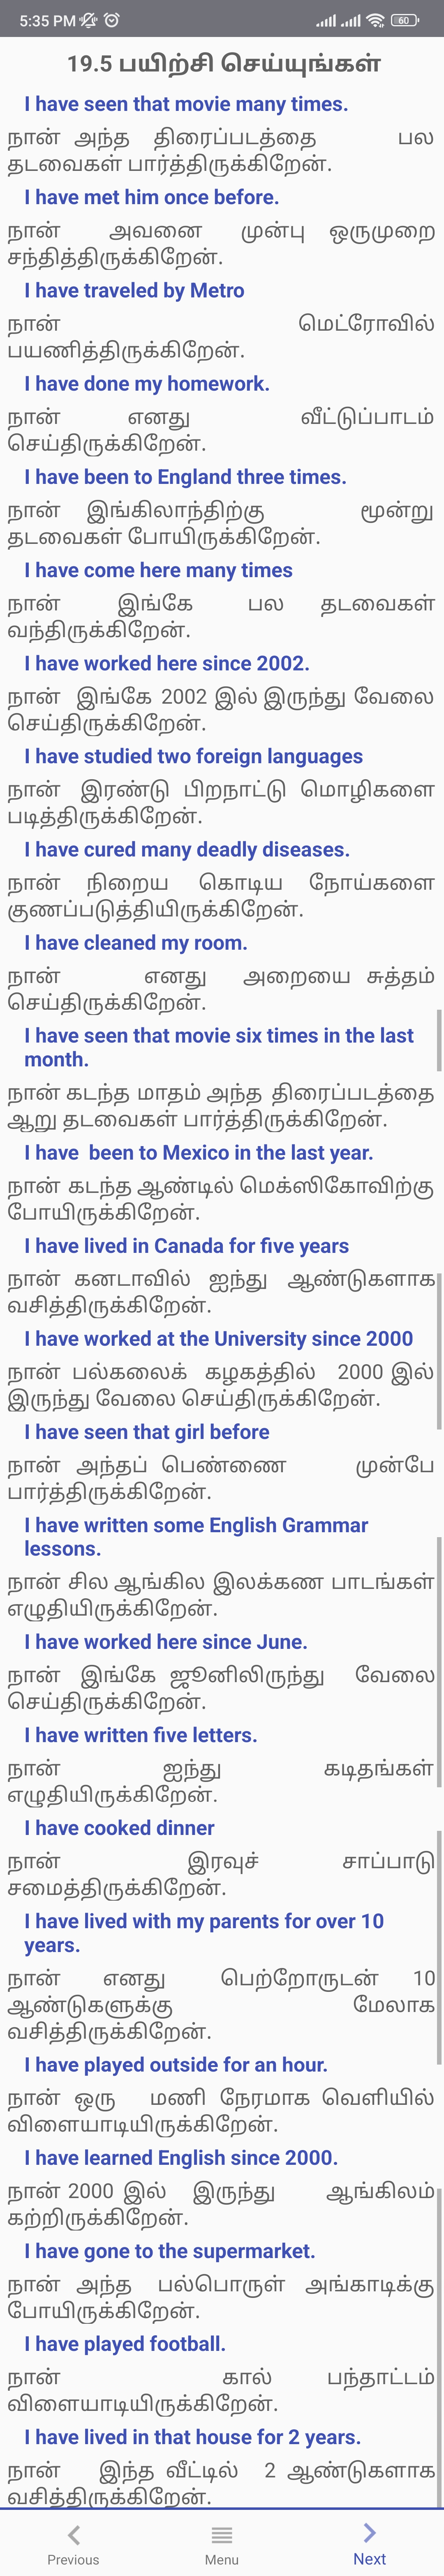 5:35 PM
60
19.5 பயிற்சி செய்யுங்கள்
I have seen that movie many times.
நான் அந்த திரைப்படத்தை பல
தடவைகள் பார்த்திருக்கிறேன்.
I have met him once before.
நான் அவனை முன்பு ஒருமுறை
சந்தித்திருக்கிறேன்.
I have traveled by Metro
நான் மெட்ரோவில்
பயணித்திருக்கிறேன்.
I have done my homework.
நான் எனது வீட்டுப்பாடம்
செய்திருக்கிறேன்.
I have been to England three times.
நான் இங்கிலாந்திற்கு மூன்று
தடவைகள் போயிருக்கிறேன்.
I have come here many times
நான் இங்கே பல தடவைகள்
வந்திருக்கிறேன்.
I have worked here since 2002.
நான் இங்கே 2002 இல் இருந்து வேலை
செய்திருக்கிறேன்.
I have studied two foreign languages
நான் இரண்டு பிறநாட்டு மொழிகளை
படித்திருக்கிறேன்.
I have cured many deadly diseases.
நான் நிறைய கொடிய நோய்களை
குணப்படுத்தியிருக்கிறேன்.
I have cleaned my room.
நான் எனது அறையை சுத்தம்
செய்திருக்கிறேன்.
I have seen that movie six times in the last
month.
நான் கடந்த மாதம் அந்த திரைப்படத்தை
ஆறு தடவைகள் பார்த்திருக்கிறேன்.
I have been to Mexico in the last year.
நான் கடந்த ஆண்டில் மெக்ஸிகோவிற்கு
போயிருக்கிறேன்.
I have lived in Canada for five years
நான் கனடாவில் ஐந்து ஆண்டுகளாக
வசித்திருக்கிறேன்.
I have worked at the University since 2000
நான் பல்கலைக் கழகத்தில் 2000 இல்
இருந்து வேலை செய்திருக்கிறேன்.
I have seen that girl before
நான் அந்தப் பெண்ணை முன்பே
பார்த்திருக்கிறேன்.
I have written some English Grammar
lessons.
நான் சில ஆங்கில இலக்கண பாடங்கள்
எழுதியிருக்கிறேன்.
I have worked here since June.
நான் இங்கே ஜூனிலிருந்து வேலை
செய்திருக்கிறேன்.
I have written five letters.
நான் ஐந்து கடிதங்கள்
எழுதியிருக்கிறேன்.
I have cooked dinner
நான் இரவுச் சாப்பாடு
சமைத்திருக்கிறேன்.
I have lived with my parents for over 10
years.
நான் எனது பெற்றோருடன் 10
ஆண்டுகளுக்கு மேலாக
வசித்திருக்கிறேன்.
I have played outside for an hour.
நான் ஒரு மணி நேரமாக வெளியில்
விளையாடியிருக்கிறேன்.
I have learned English since 2000.
நான் 2000 இல் இருந்து ஆங்கிலம்
கற்றிருக்கிறேன்.
I have gone to the supermarket.
நான் அந்த பல்பொருள் அங்காடிக்கு
போயிருக்கிறேன்.
I have played football.
நான் கால் பந்தாட்டம்
விளையாடியிருக்கிறேன்.
I have lived in that house for 2 years.
நான் இந்த வீட்டில் 2 ஆண்டுகளாக
வசித்திருக்கிறேன்.
Previous Menu Next